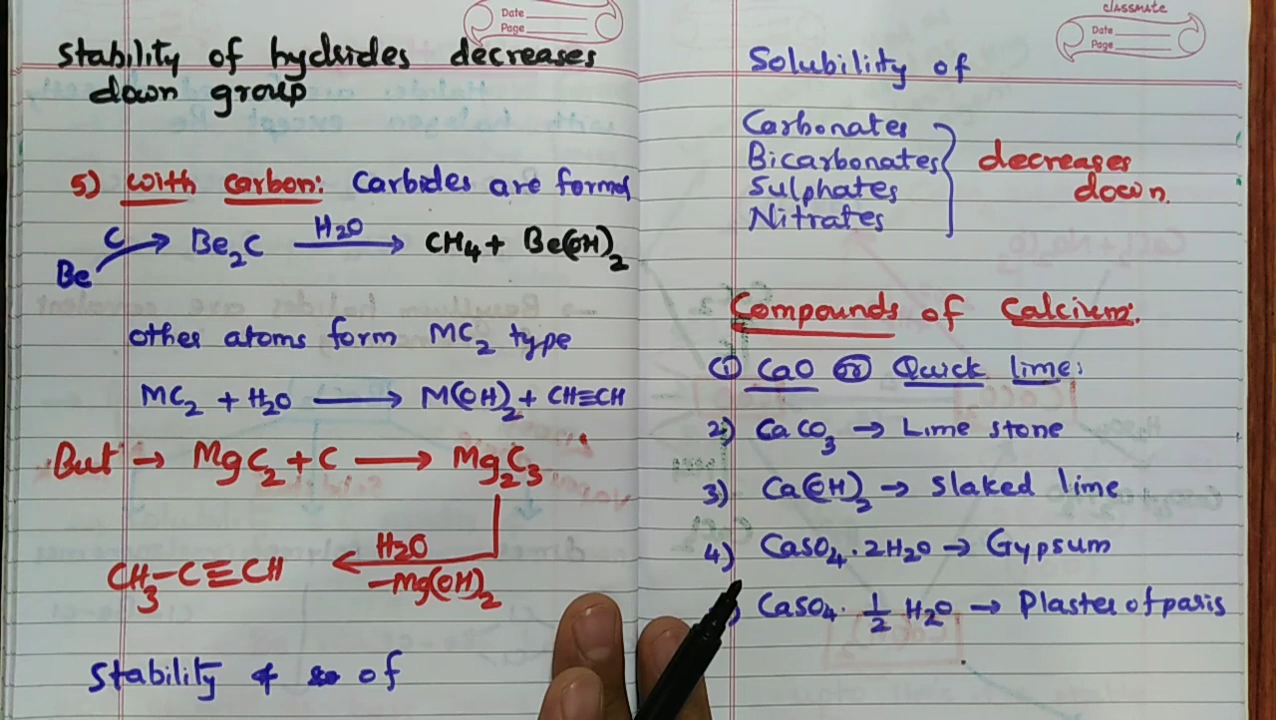 Date
Page
Stability of hydrides decreases
down group
5) with carbon: Carbides are formed
Be C → Be₂C H₂O → CH₄ + Be(OH)₂
other atoms form MC₂ type
MC₂ + H₂O → M(OH)₂ + CH≡CH
But → MgC₂ + C → Mg₂C₃
H₂O
CH₃-C≡CH ← -Mg(OH)₂
Stability & so of
classmate
Date
Page
Solubility of
Carbonates
Bicarbonates } decreases
Sulphates down.
Nitrates
Compounds of Calcium:
(1) CaO or Quick lime:
2) CaCO₃ → Lime stone
3) Ca(OH)₂ → Slaked lime
4) CaSO₄.2H₂O → Gypsum
) CaSO₄. 1/2 H₂O → Plaster of paris